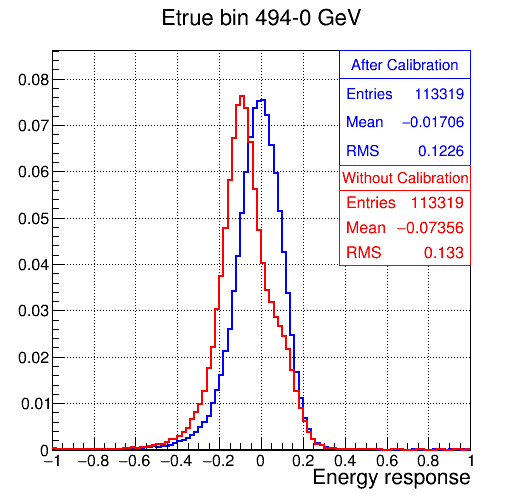 Etrue bin 494-0 GeV
After Calibration
Entries 113319
Mean −0.01706
RMS 0.1226
Without Calibration
Entries 113319
Mean −0.07356
RMS 0.133
0.08
0.07
0.06
0.05
0.04
0.03
0.02
0.01
0
−1 −0.8 −0.6 −0.4 −0.2 0 0.2 0.4 0.6 0.8 1
Energy response